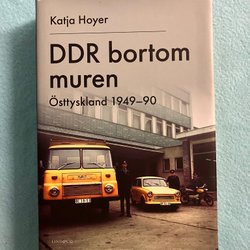 Katja Hoyer
DDR bortom
muren
Östtyskland 1949–90